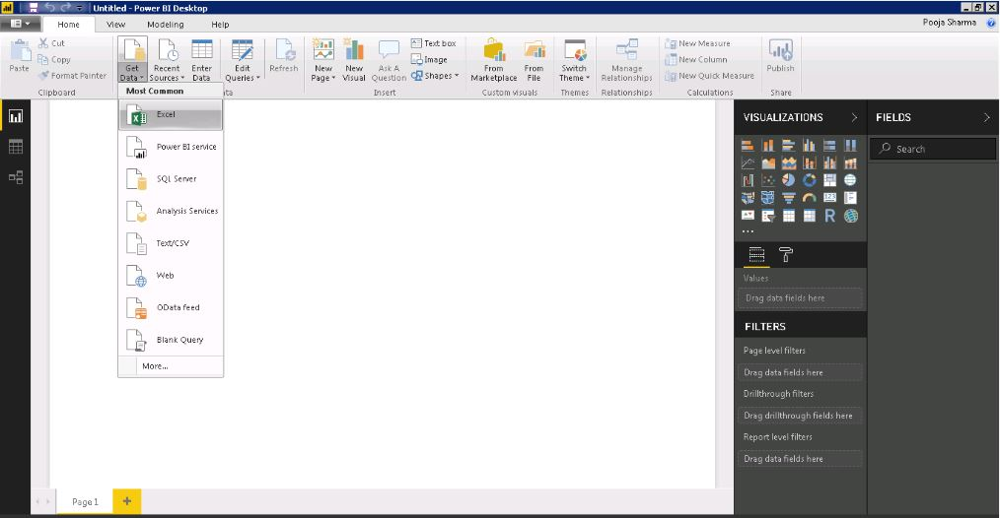 Untitled - Power BI Desktop
Home View Modeling Help
Pooja Sharma
Paste
Cut
Copy
Format Painter
Clipboard
Get Data
Recent Sources
Enter Data
Edit Queries
Refresh
New Page
New Visual
Ask A Question
Text box
Image
Shapes
Insert
From Marketplace
From File
Custom visuals
Switch Theme
Themes
Manage Relationships
Relationships
New Measure
New Column
New Quick Measure
Calculations
Publish
Share
Most Common
ta
Excel
Power BI service
SQL Server
Analysis Services
Text/CSV
Web
OData feed
Blank Query
More...
VISUALIZATIONS
123
R
...
Values
Drag data fields here
FILTERS
Page level filters
Drag data fields here
Drillthrough filters
Drag drillthrough fields here
Report level filters
Drag data fields here
FIELDS
Search
Page 1
+